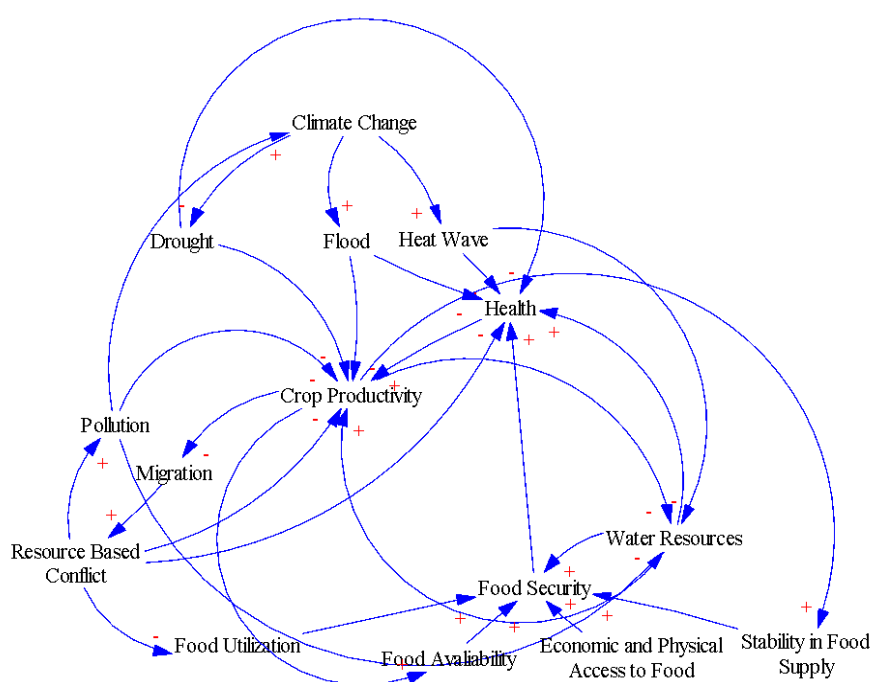 Climate Change
+
-
+
+
Drought
Flood
Heat Wave
-
Health
-
-
+
+
-
-
-
+
Crop Productivity
-
+
Pollution
-
+
Migration
+
-
-
-
-
Resource Based
Conflict
Water Resources
+
Food Security
+
+
+
+
+
-
Food Utilization
+
Food Avaliability
Economic and Physical
Access to Food
Stability in Food
Supply